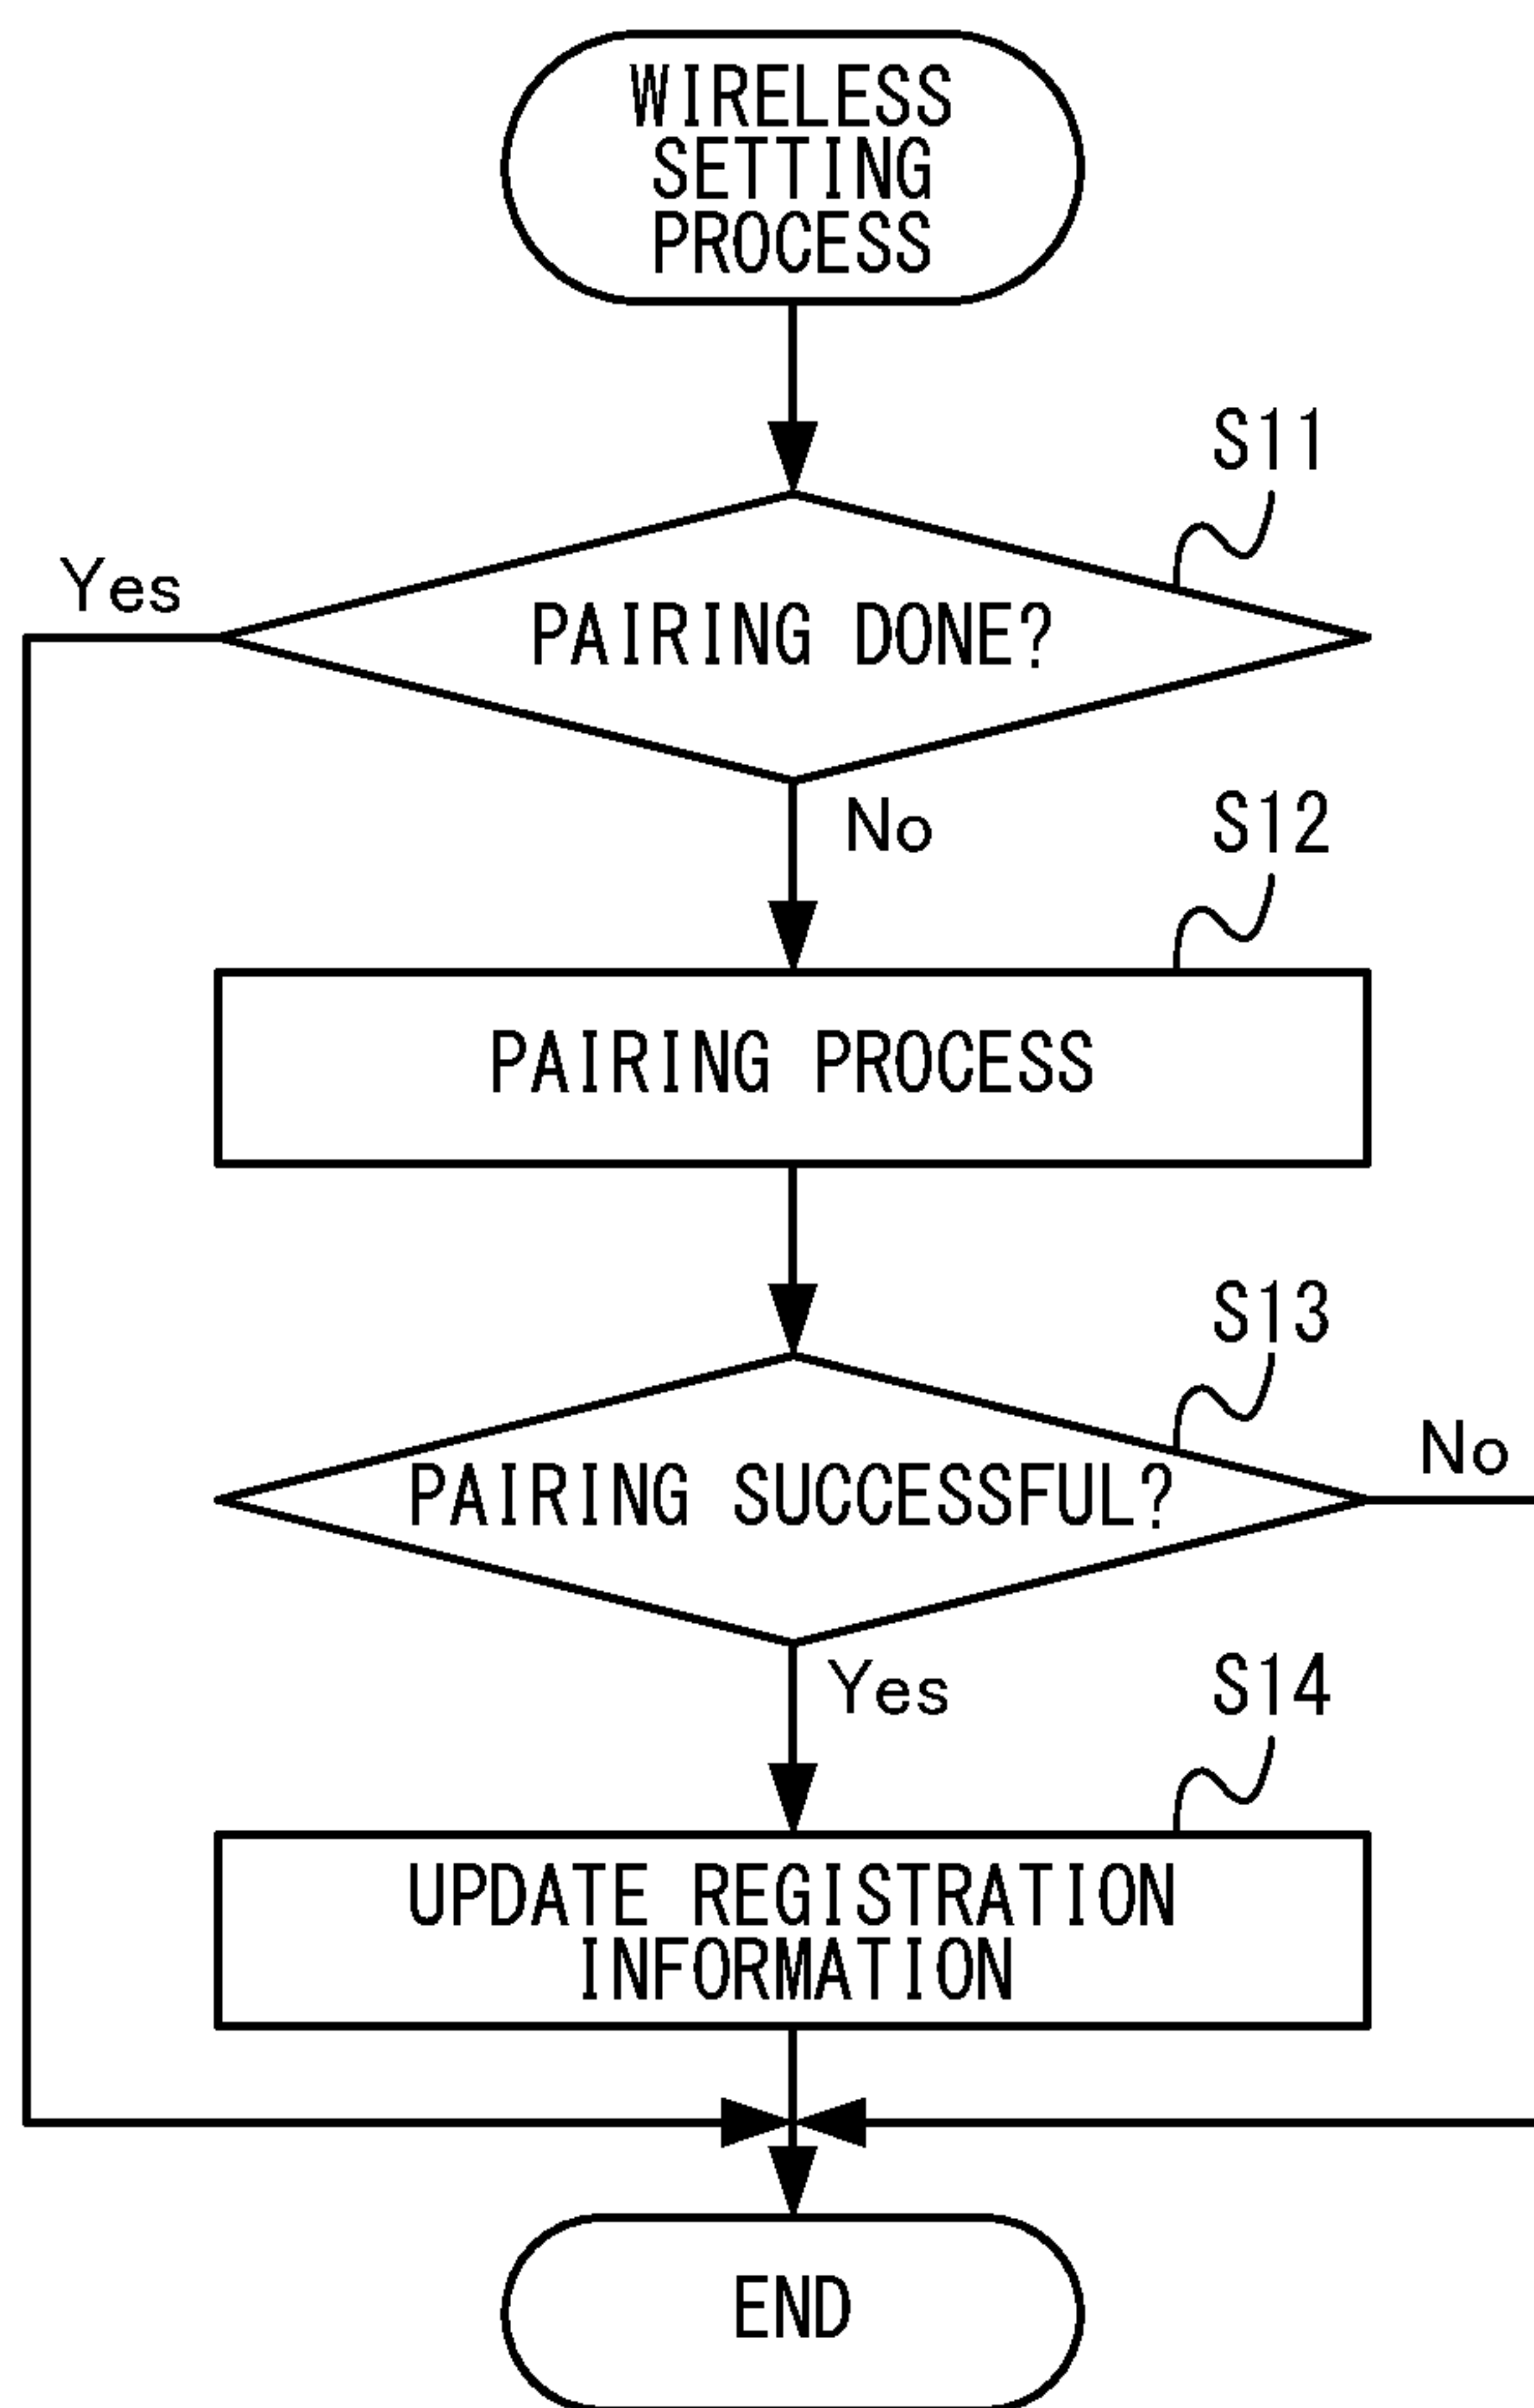 WIRELESS
SETTING
PROCESS
S11
Yes
PAIRING DONE?
No
S12
PAIRING PROCESS
S13
No
PAIRING SUCCESSFUL?
Yes
S14
UPDATE REGISTRATION
INFORMATION
END